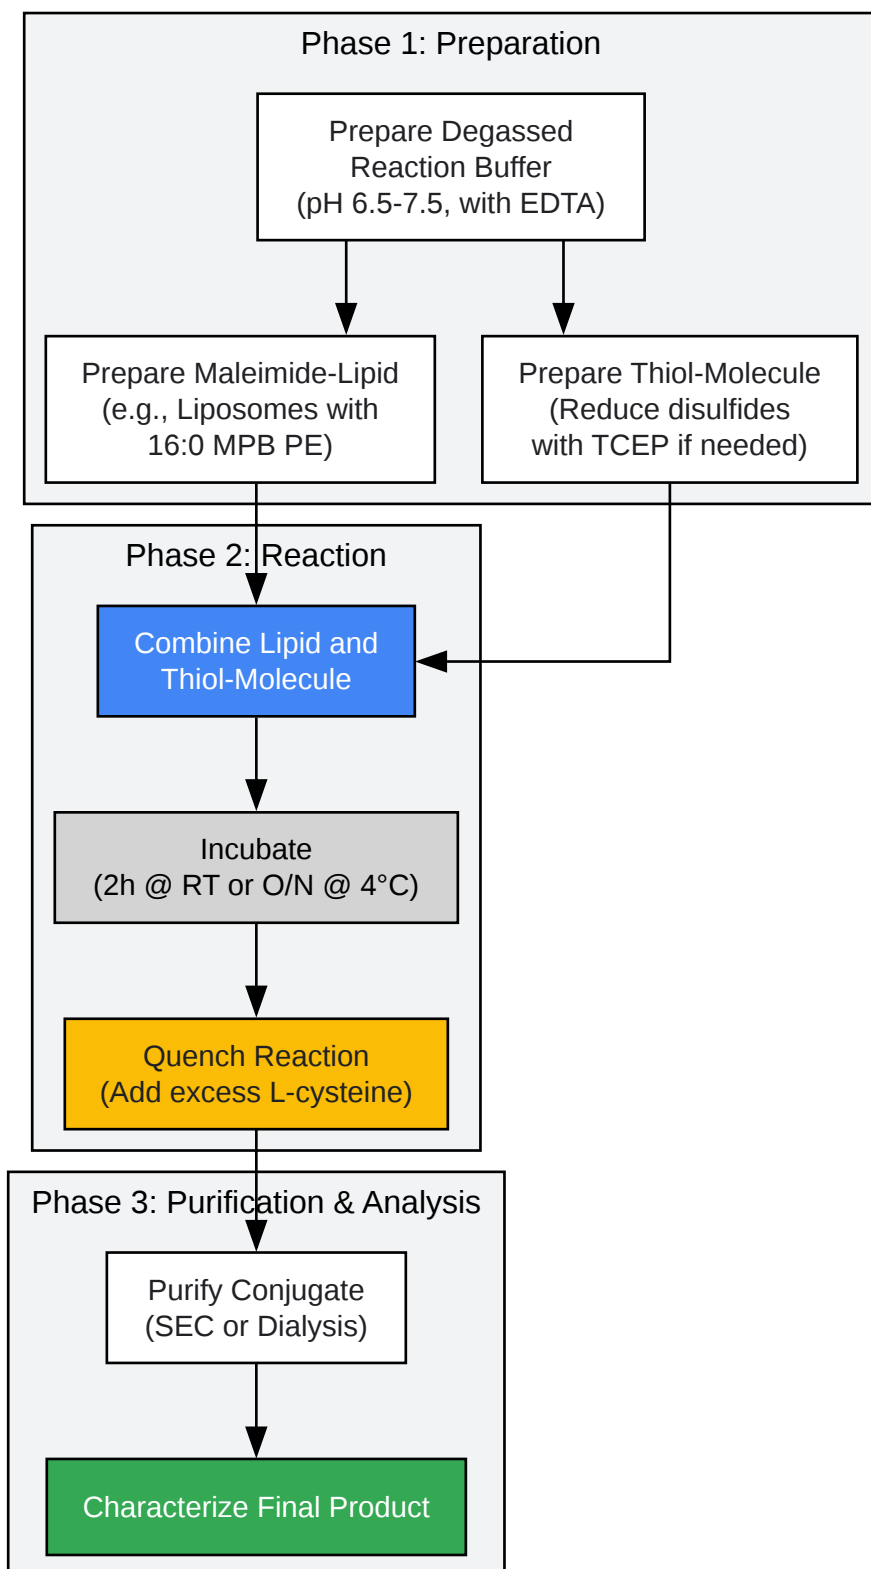 Phase 1: Preparation
Prepare Degassed
Reaction Buffer
(pH 6.5-7.5, with EDTA)
Prepare Maleimide-Lipid
(e.g., Liposomes with
16:0 MPB PE)
Prepare Thiol-Molecule
(Reduce disulfides
with TCEP if needed)
Phase 2: Reaction
Combine Lipid and
Thiol-Molecule
Incubate
(2h @ RT or O/N @ 4°C)
Quench Reaction
(Add excess L-cysteine)
Phase 3: Purification & Analysis
Purify Conjugate
(SEC or Dialysis)
Characterize Final Product